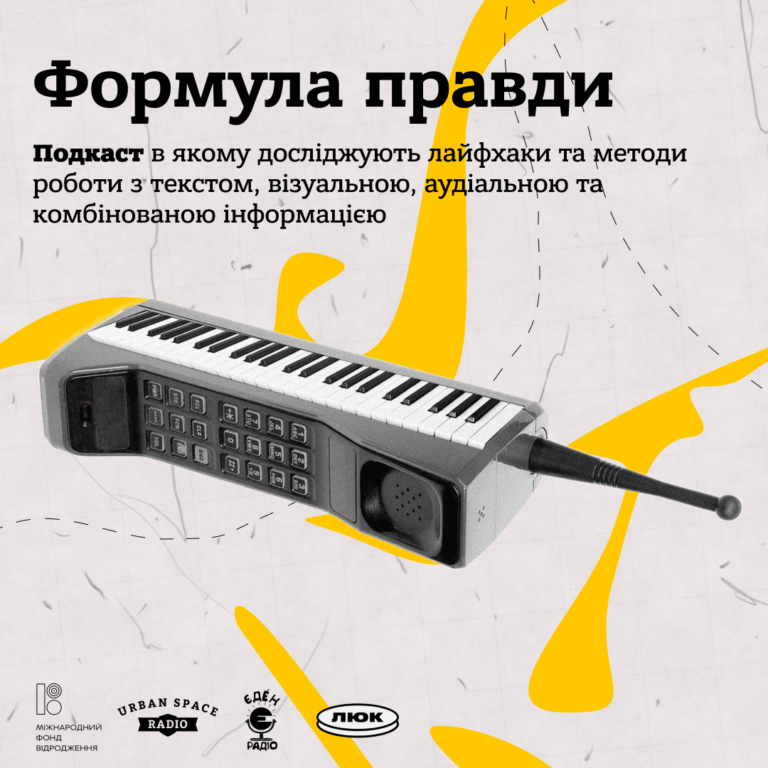 Формула правди
Подкаст в якому досліджують лайфхаки та методи
роботи з текстом, візуальною, аудіальною та
комбінованою інформацією
МІЖНАРОДНИЙ
ФОНД
ВІДРОДЖЕННЯ
URBAN SPACE
RADIO
ЄДЕН
РАДІО
ЛЮК